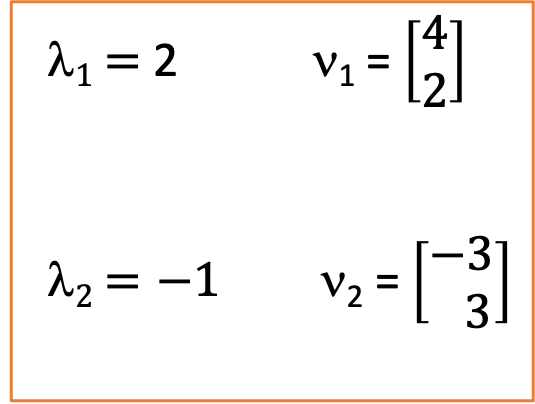 λ₁ = 2 ν₁ = [4 2]
λ₂ = −1 ν₂ = [−3 3]